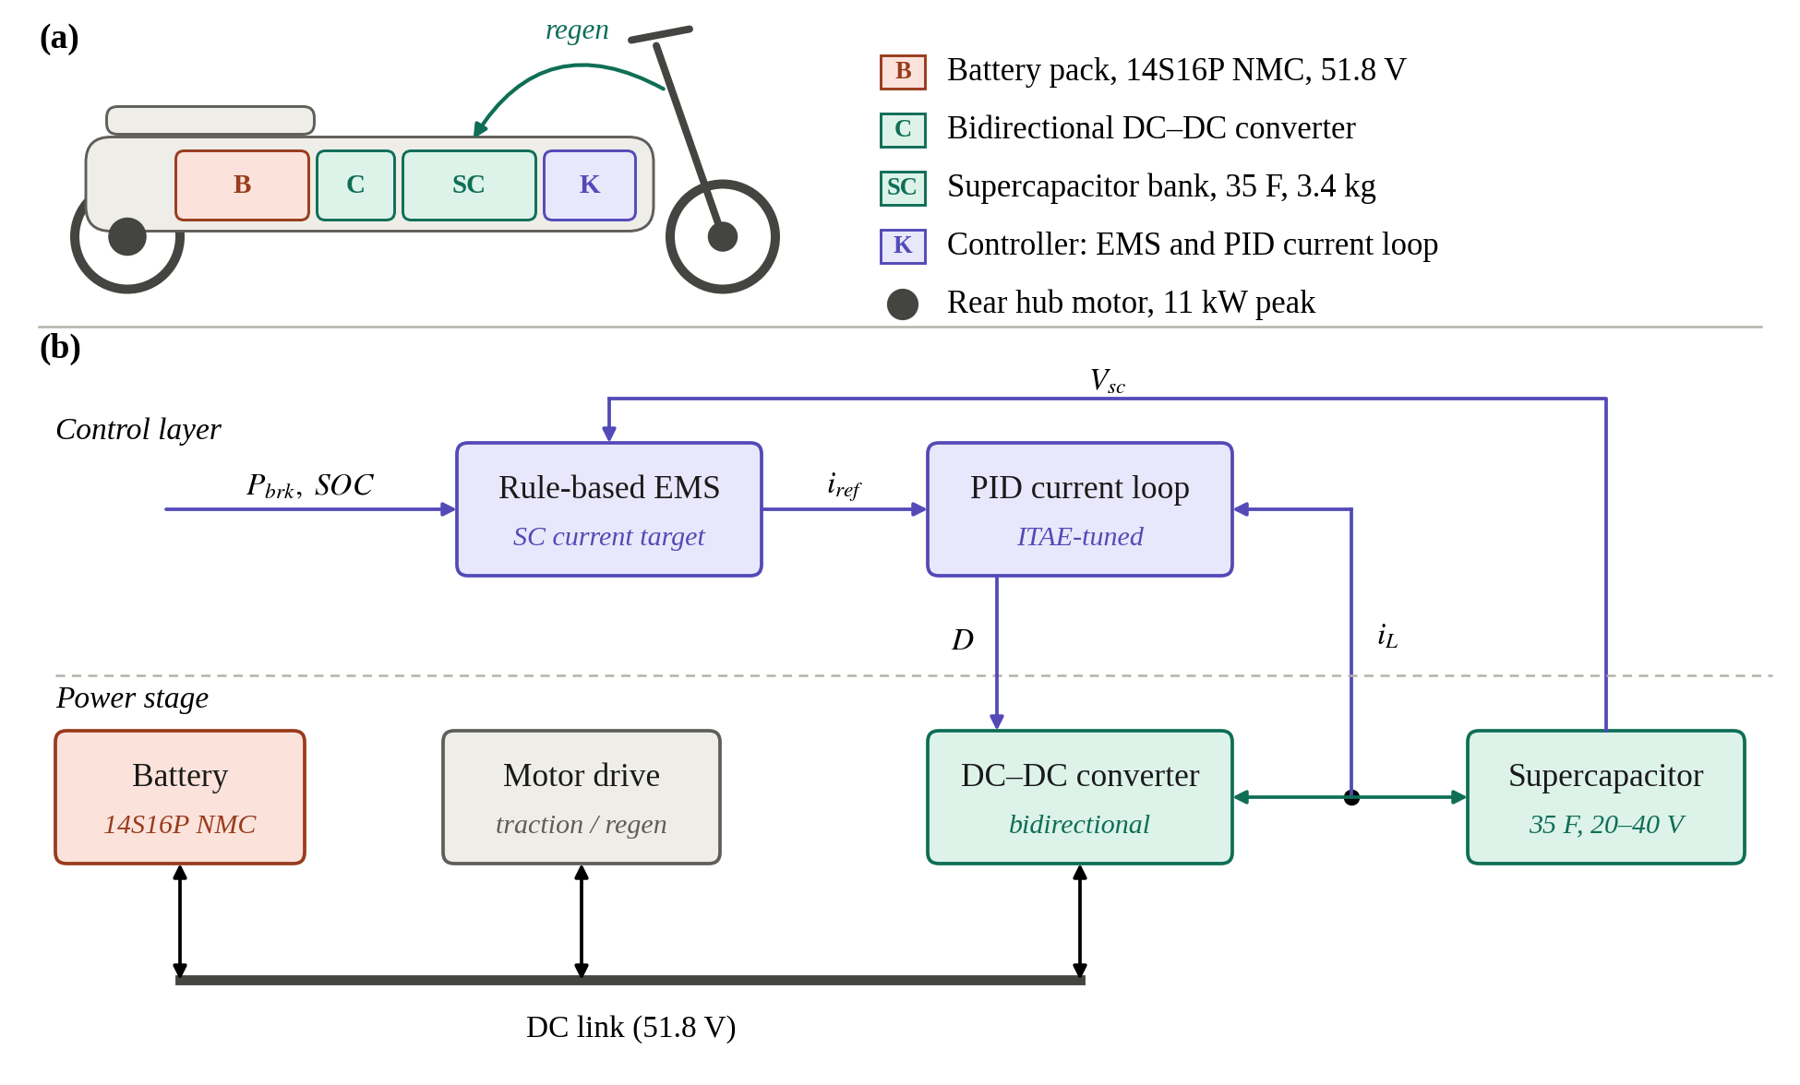 (a)
regen
B
C
SC
K
B Battery pack, 14S16P NMC, 51.8 V
C Bidirectional DC–DC converter
SC Supercapacitor bank, 35 F, 3.4 kg
K Controller: EMS and PID current loop
Rear hub motor, 11 kW peak
(b)
Vsc
Control layer
Pbrk, SOC
Rule-based EMS
SC current target
iref
PID current loop
ITAE-tuned
D
iL
Power stage
Battery
14S16P NMC
Motor drive
traction / regen
DC–DC converter
bidirectional
Supercapacitor
35 F, 20–40 V
DC link (51.8 V)